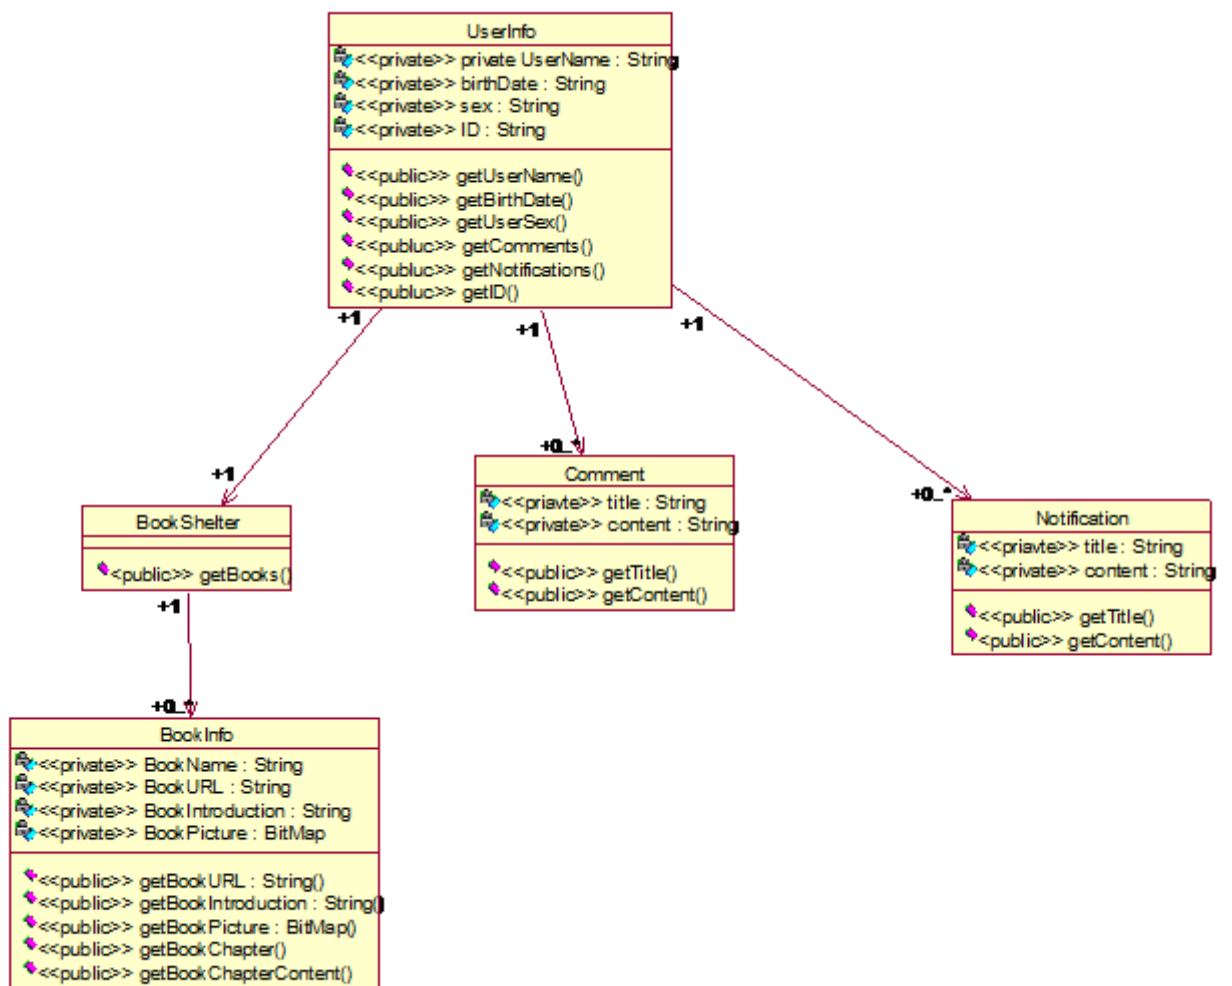 UserInfo
<<private>> private UserName : String
<<private>> birthDate : String
<<private>> sex : String
<<private>> ID : String
<<public>> getUserName()
<<public>> getBirthDate()
<<public>> getUserSex()
<<publuc>> getComments()
<<publuc>> getNotifications()
<<publuc>> getID()
+1
+1
+1
+1
+0..*
+0..*
BookShelter
<public>> getBooks()
+1
Comment
<<priavte>> title : String
<<private>> content : String
<<public>> getTitle()
<<public>> getContent()
Notification
<<priavte>> title : String
<<private>> content : String
<<public>> getTitle()
<public>> getContent()
+0..*
BookInfo
<<private>> BookName : String
<<private>> BookURL : String
<<private>> BookIntroduction : String
<<private>> BookPicture : BitMap
<<public>> getBookURL : String()
<<public>> getBookIntroduction : String()
<<public>> getBookPicture : BitMap()
<<public>> getBookChapter()
<<public>> getBookChapterContent()